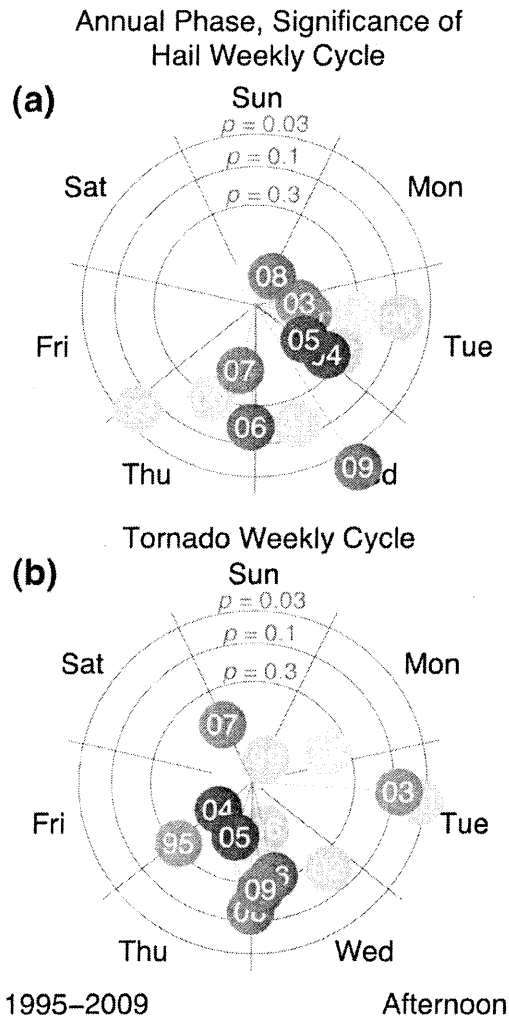 Annual Phase, Significance of
Hail Weekly Cycle
(a)
Sun
p = 0.03
p = 0.1
p = 0.3
Sat
Mon
08
03
05
04
Fri
Tue
07
06
09
Thu
Tornado Weekly Cycle
(b)
Sun
p = 0.03
p = 0.1
p = 0.3
Sat
Mon
07
03
04
05
95
Fri
Tue
09
Thu
Wed
1995–2009
Afternoon